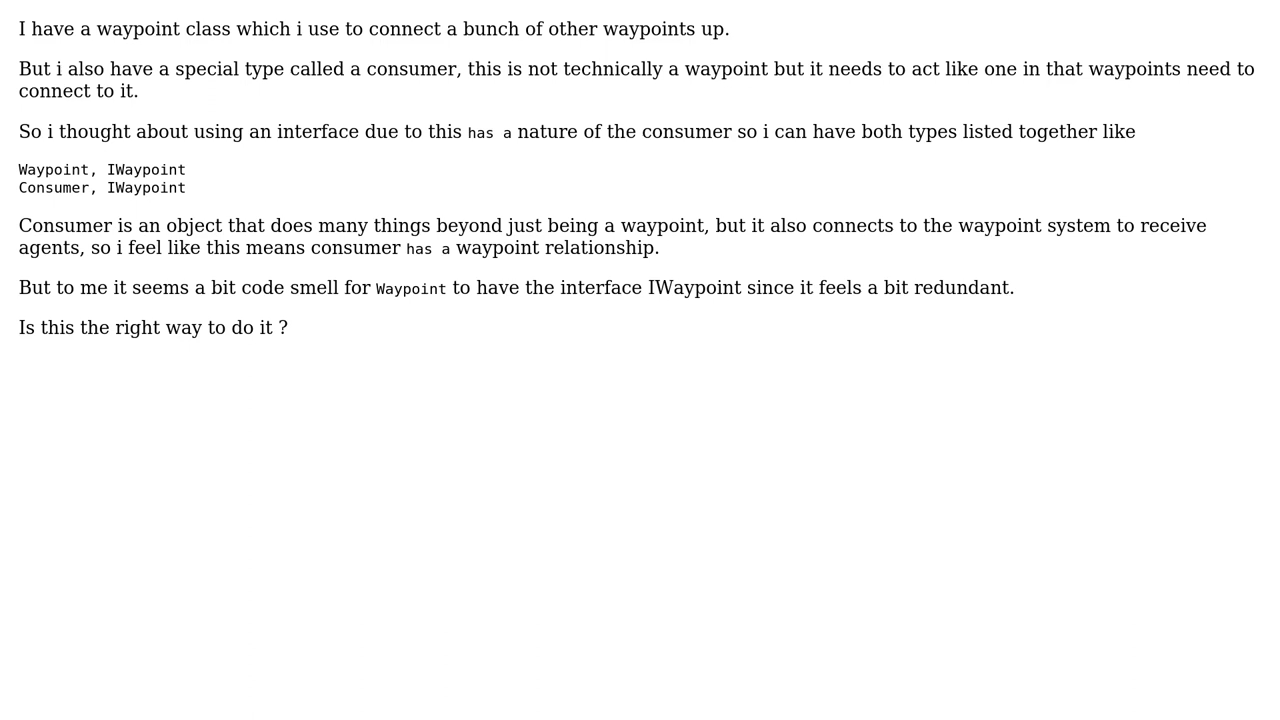 I have a waypoint class which i use to connect a bunch of other waypoints up.
But i also have a special type called a consumer, this is not technically a waypoint but it needs to act like one in that waypoints need to
connect to it.
So i thought about using an interface due to this has a nature of the consumer so i can have both types listed together like
Waypoint, IWaypoint
Consumer, IWaypoint
Consumer is an object that does many things beyond just being a waypoint, but it also connects to the waypoint system to receive
agents, so i feel like this means consumer has a waypoint relationship.
But to me it seems a bit code smell for Waypoint to have the interface IWaypoint since it feels a bit redundant.
Is this the right way to do it ?